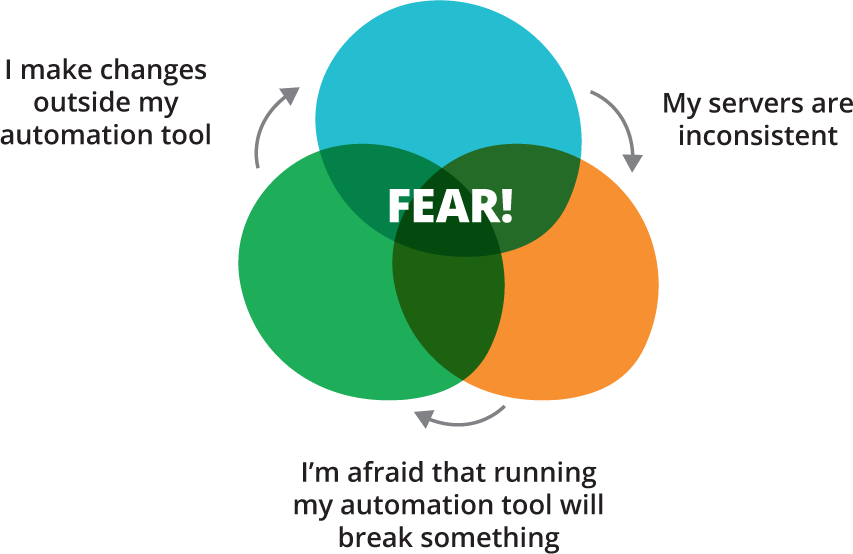 I make changes
outside my
automation tool
My servers are
inconsistent
FEAR!
I’m afraid that running
my automation tool will
break something